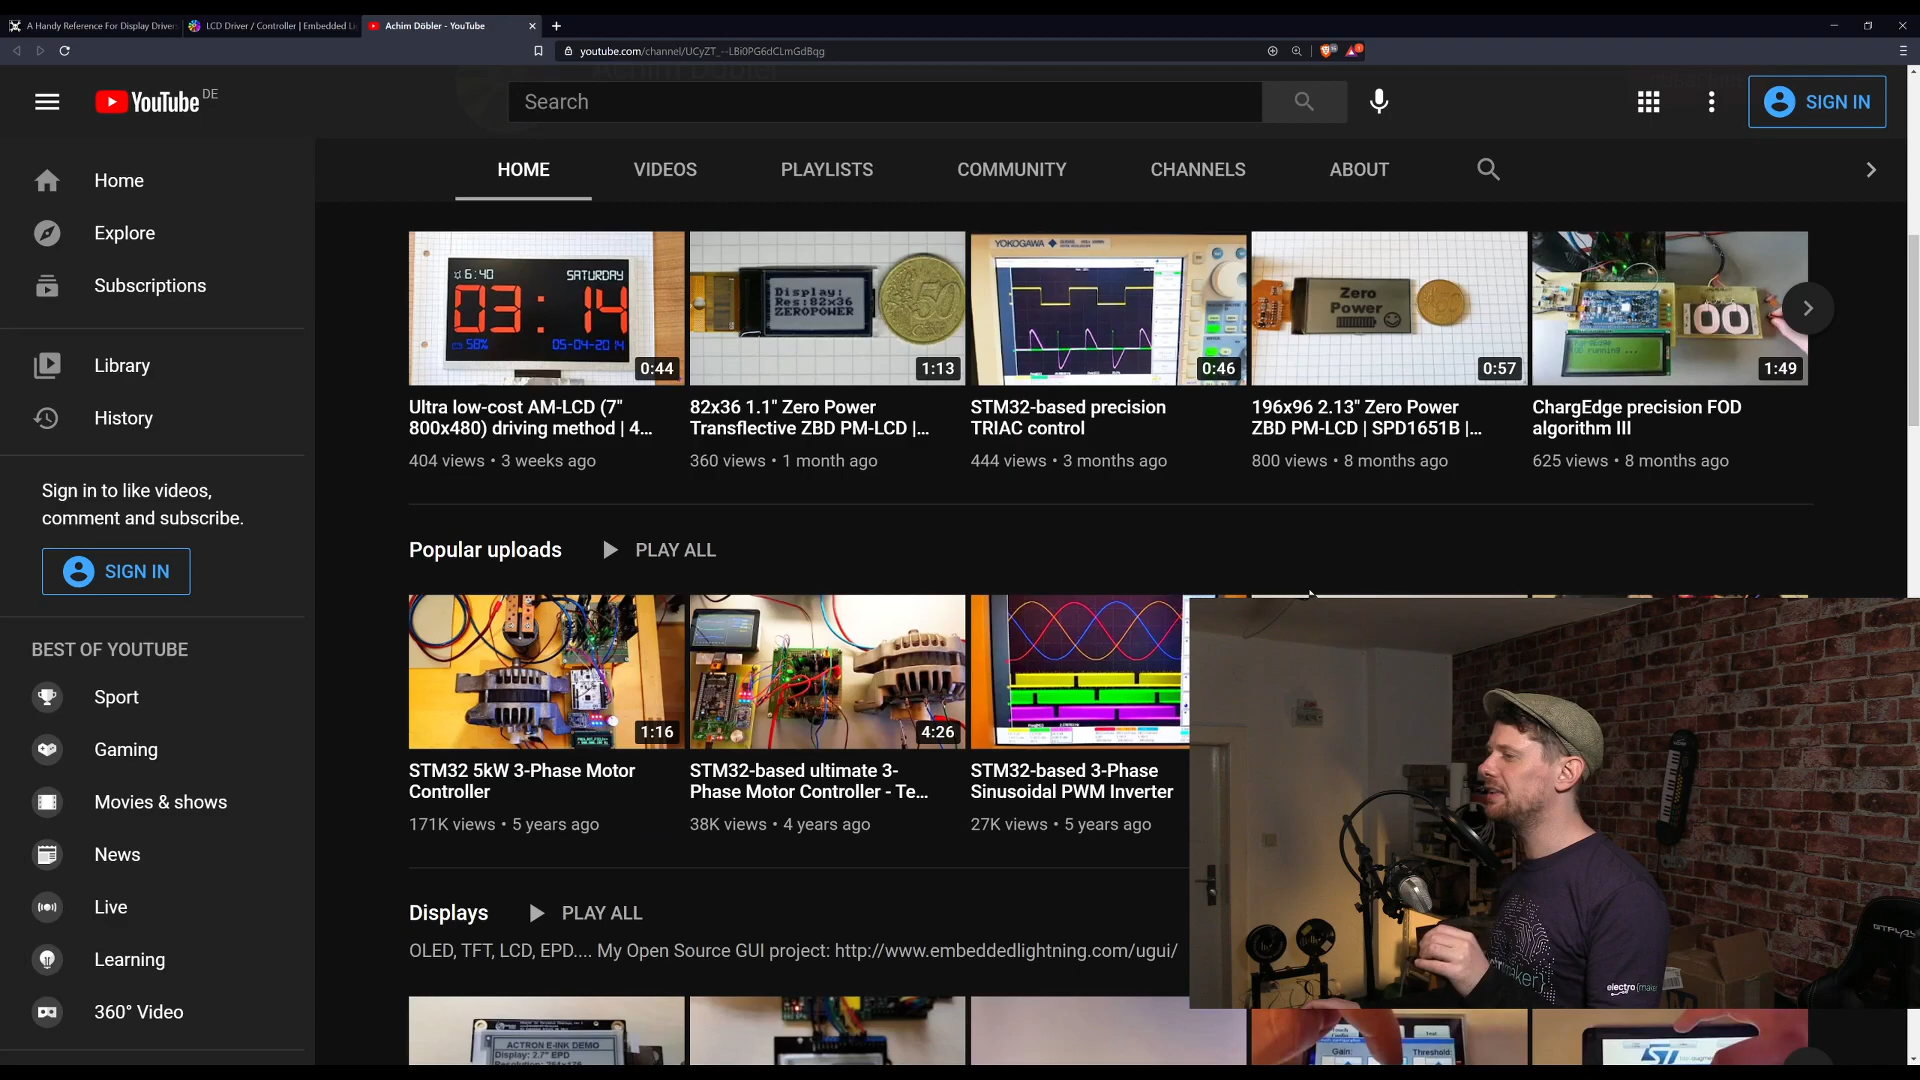 A Handy Reference For Display Driver
LCD Driver / Controller | Embedded Li
Achim Döbler - YouTube
youtube.com/channel/UCyZT_--LBi0PG6dCLmGdBqg
YouTube DE
Search
SIGN IN
HOME
VIDEOS
PLAYLISTS
COMMUNITY
CHANNELS
ABOUT
Home
Explore
Subscriptions
Library
History
Sign in to like videos,
comment and subscribe.
SIGN IN
BEST OF YOUTUBE
Sport
Gaming
Movies & shows
News
Live
Learning
360° Video
6:40
SATURDAY
03:14
58%
05-04-2014
0:44
Ultra low-cost AM-LCD (7"
800x480) driving method | 4...
404 views • 3 weeks ago
Display:
Res:82x36
ZEROPOWER
50
1:13
82x36 1.1" Zero Power
Transflective ZBD PM-LCD |...
360 views • 1 month ago
YOKOGAWA
0:46
STM32-based precision
TRIAC control
444 views • 3 months ago
Zero
Power
0:57
196x96 2.13" Zero Power
ZBD PM-LCD | SPD1651B |...
800 views • 8 months ago
1:49
ChargEdge precision FOD
algorithm III
625 views • 8 months ago
Popular uploads
PLAY ALL
1:16
STM32 5kW 3-Phase Motor
Controller
171K views • 5 years ago
4:26
STM32-based ultimate 3-
Phase Motor Controller - Te...
38K views • 4 years ago
STM32-based 3-Phase
Sinusoidal PWM Inverter
27K views • 5 years ago
Displays
PLAY ALL
OLED, TFT, LCD, EPD.... My Open Source GUI project: http://www.embeddedlightning.com/ugui/
ACTRON E-INK DEMO
Display: 2.7" EPD
Gain:
Test
Threshold:
ST
maker
electro
GTPLAY